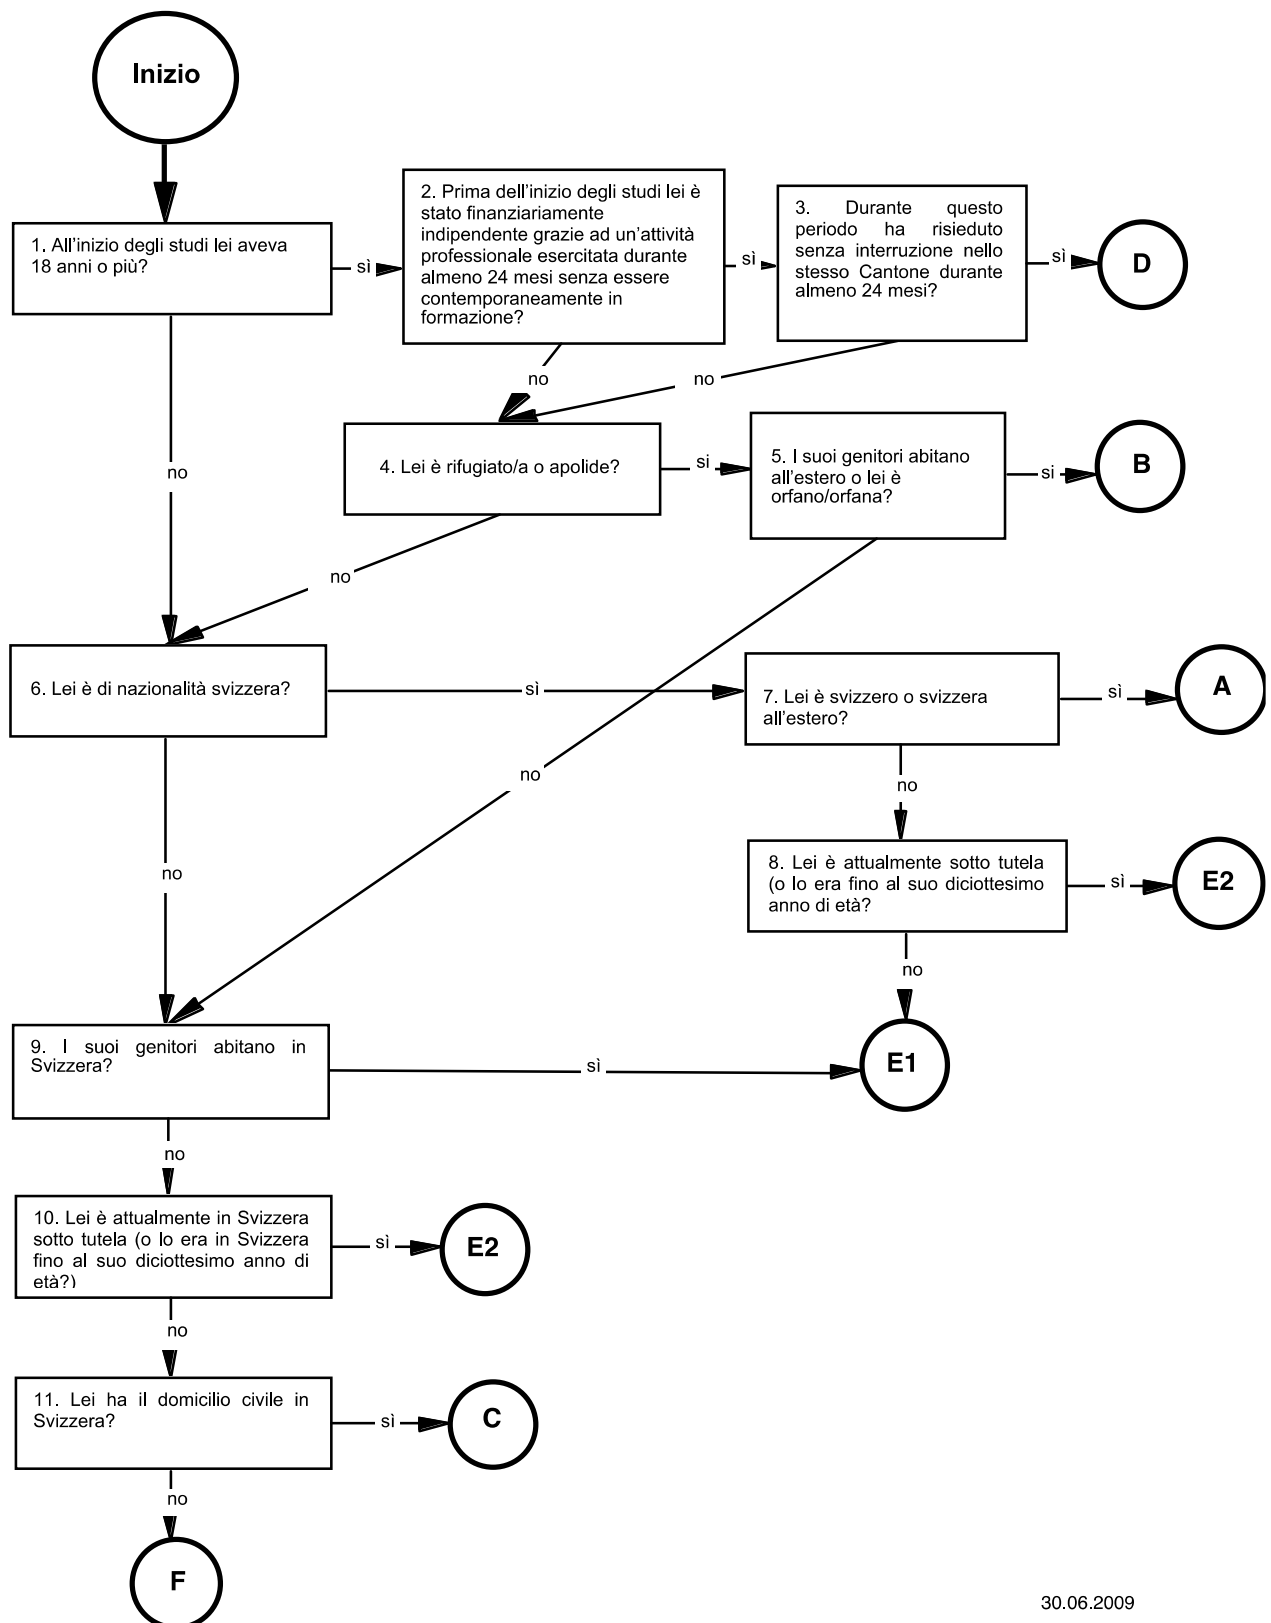 Inizio
1. All'inizio degli studi lei aveva
18 anni o più?
sì
2. Prima dell'inizio degli studi lei è
stato finanziariamente
indipendente grazie ad un'attività
professionale esercitata durante
almeno 24 mesi senza essere
contemporaneamente in
formazione?
sì
3. Durante questo
periodo ha risieduto
senza interruzione nello
stesso Cantone durante
almeno 24 mesi?
sì
D
no
no
no
4. Lei è rifugiato/a o apolide?
si
5. I suoi genitori abitano
all'estero o lei è
orfano/orfana?
si
B
no
no
6. Lei è di nazionalità svizzera?
sì
7. Lei è svizzero o svizzera
all'estero?
sì
A
no
no
8. Lei è attualmente sotto tutela
(o lo era fino al suo diciottesimo
anno di età?
sì
E2
no
E1
9. I suoi genitori abitano in
Svizzera?
sì
no
10. Lei è attualmente in Svizzera
sotto tutela (o lo era in Svizzera
fino al suo diciottesimo anno di
età?)
sì
E2
no
11. Lei ha il domicilio civile in
Svizzera?
sì
C
no
F
30.06.2009